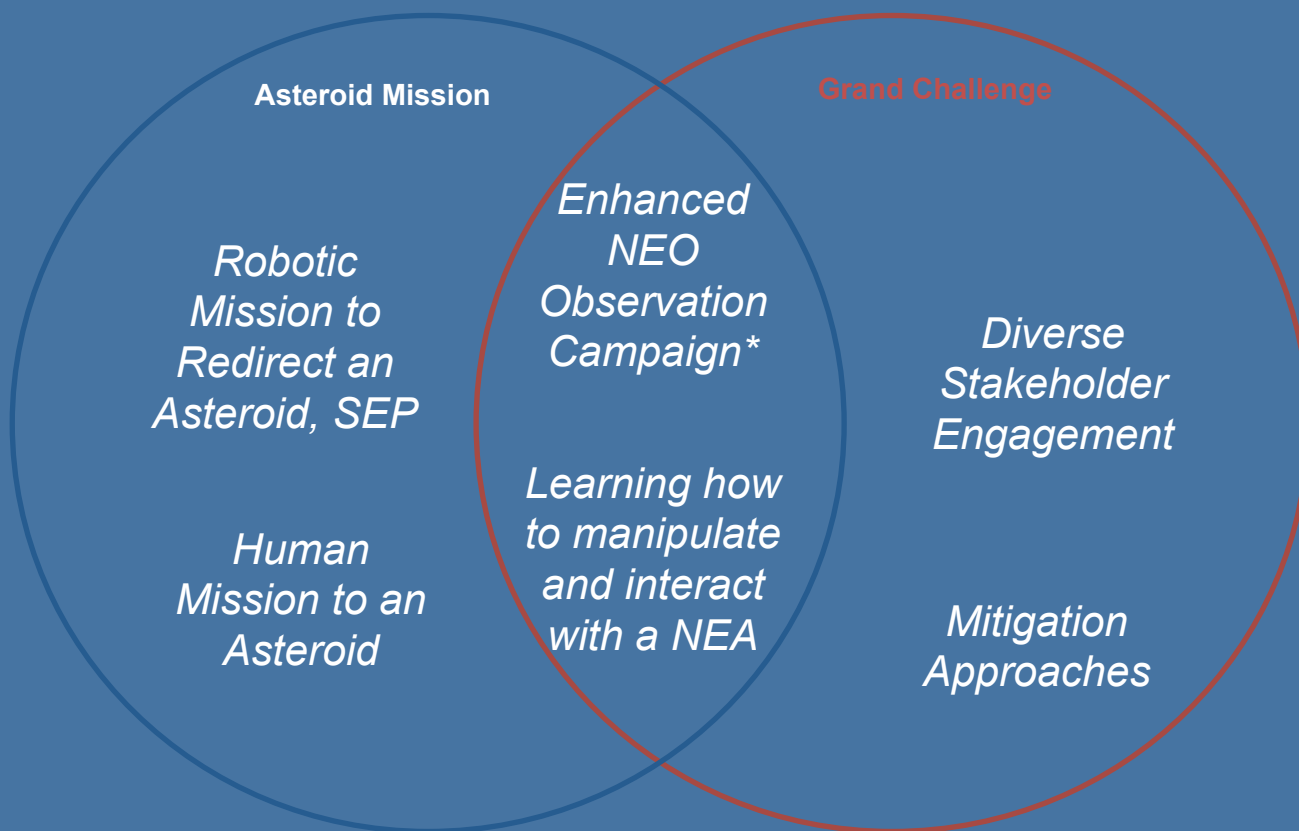 Asteroid Mission
Grand Challenge
Robotic
Mission to
Redirect an
Asteroid, SEP
Human
Mission to an
Asteroid
Enhanced
NEO
Observation
Campaign*
Learning how
to manipulate
and interact
with a NEA
Diverse
Stakeholder
Engagement
Mitigation
Approaches